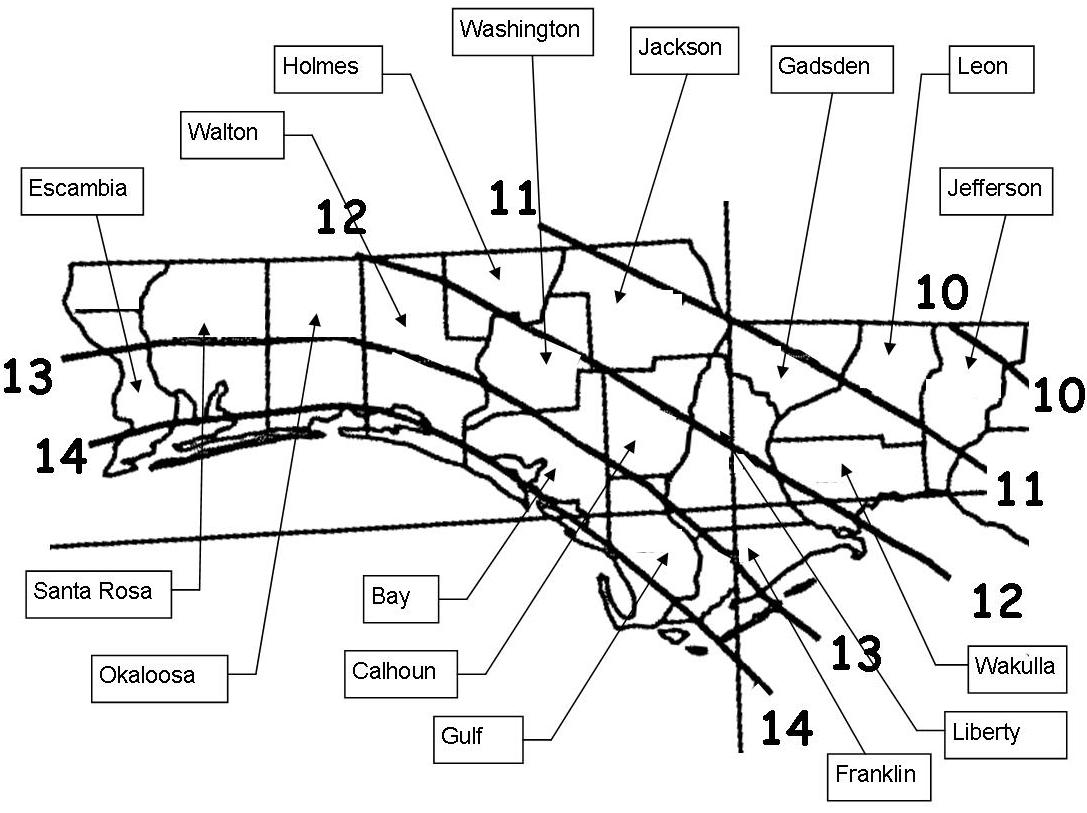 Washington
Jackson
Holmes
Gadsden
Leon
Walton
Escambia
Jefferson
12
11
10
13
10
14
11
Santa Rosa
Bay
12
13
Okaloosa
Calhoun
Wakulla
Gulf
14
Liberty
Franklin